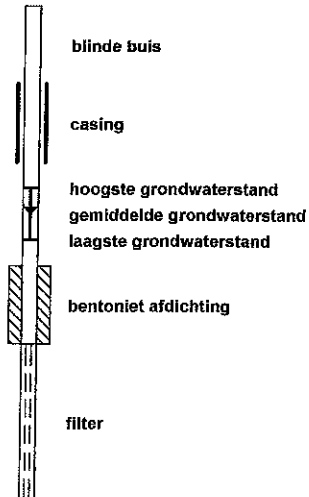 blinde buis
casing
hoogste grondwaterstand
gemiddelde grondwaterstand
laagste grondwaterstand
bentoniet afdichting
filter